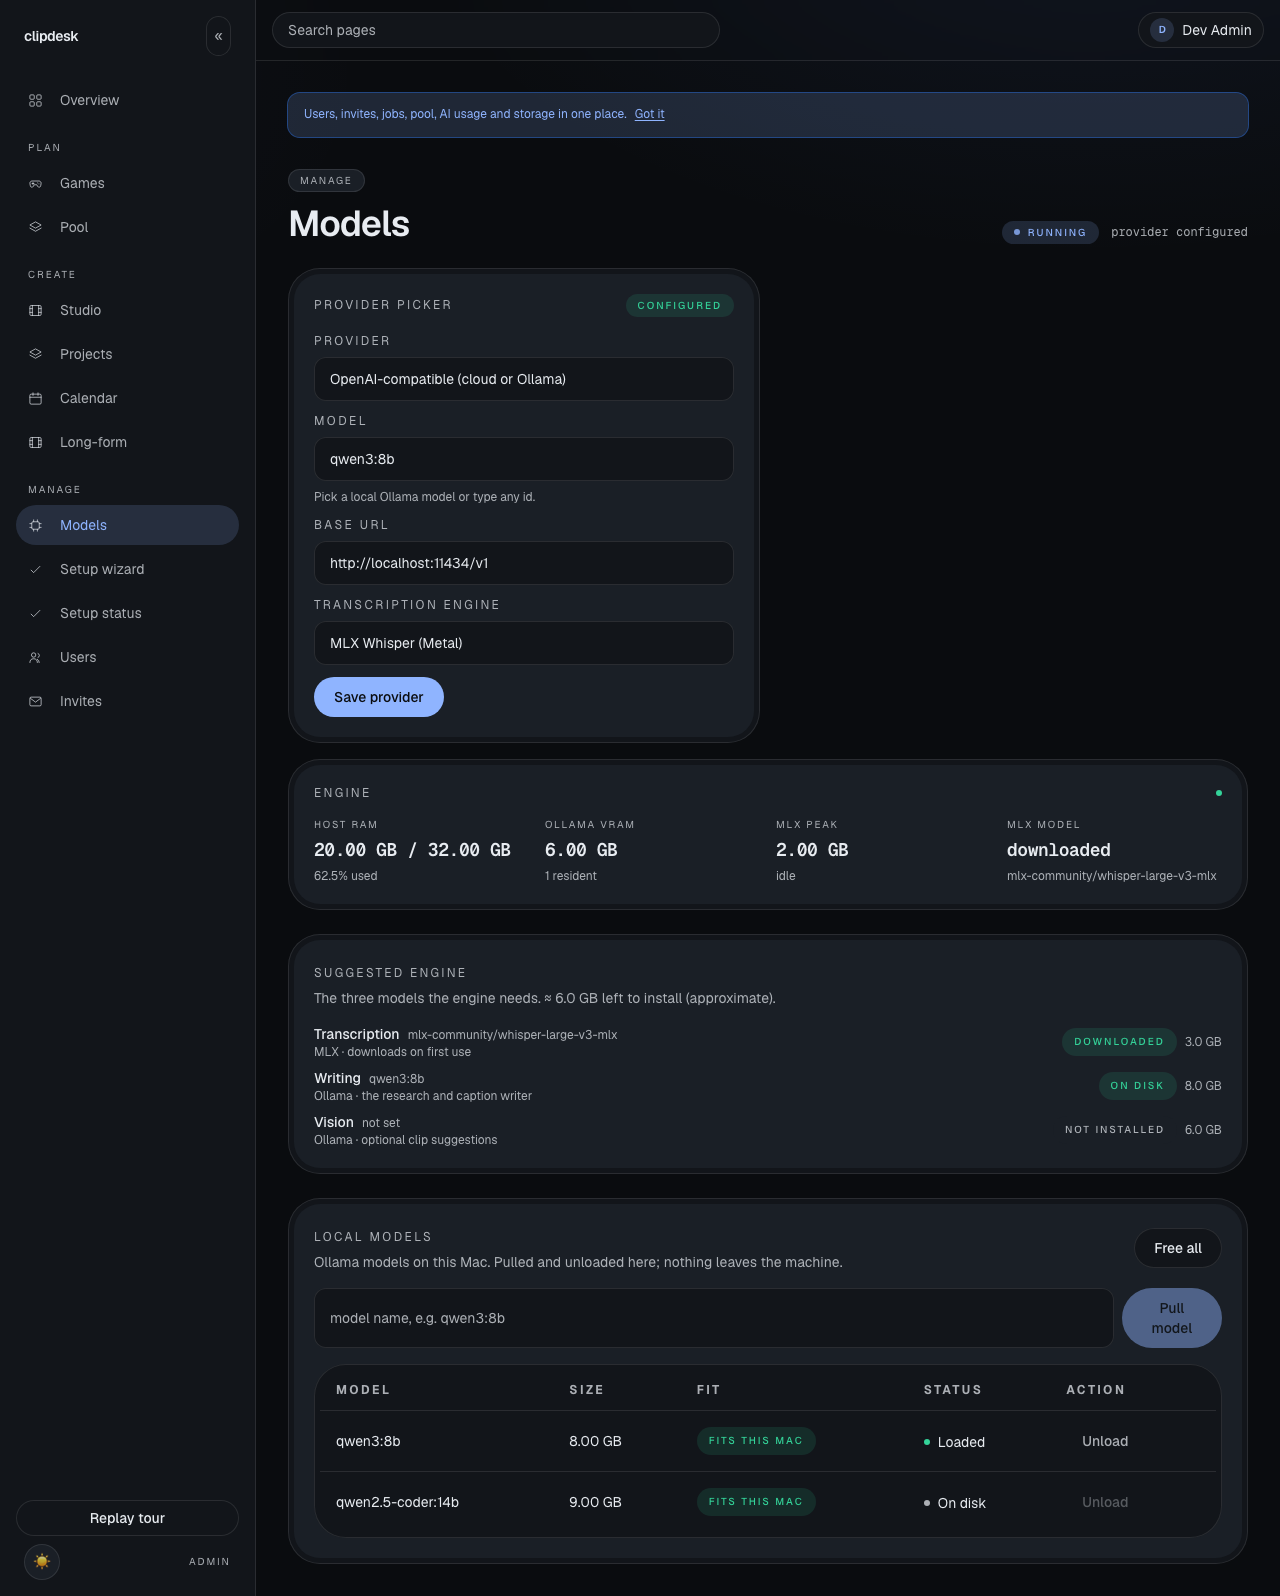 clipdesk
«
Overview
PLAN
Games
Pool
CREATE
Studio
Projects
Calendar
Long-form
MANAGE
Models
Setup wizard
Setup status
Users
Invites
Replay tour
ADMIN
Search pages
D Dev Admin
Users, invites, jobs, pool, AI usage and storage in one place. Got it
MANAGE
Models
RUNNING provider configured
PROVIDER PICKER CONFIGURED
PROVIDER
OpenAI-compatible (cloud or Ollama)
MODEL
qwen3:8b
Pick a local Ollama model or type any id.
BASE URL
http://localhost:11434/v1
TRANSCRIPTION ENGINE
MLX Whisper (Metal)
Save provider
ENGINE
HOST RAM OLLAMA VRAM MLX PEAK MLX MODEL
20.00 GB / 32.00 GB 6.00 GB 2.00 GB downloaded
62.5% used 1 resident idle mlx-community/whisper-large-v3-mlx
SUGGESTED ENGINE
The three models the engine needs. ≈ 6.0 GB left to install (approximate).
Transcription mlx-community/whisper-large-v3-mlx DOWNLOADED 3.0 GB
MLX · downloads on first use
Writing qwen3:8b ON DISK 8.0 GB
Ollama · the research and caption writer
Vision not set NOT INSTALLED 6.0 GB
Ollama · optional clip suggestions
LOCAL MODELS
Ollama models on this Mac. Pulled and unloaded here; nothing leaves the machine.
Free all
model name, e.g. qwen3:8b
Pull
model
MODEL SIZE FIT STATUS ACTION
qwen3:8b 8.00 GB FITS THIS MAC Loaded Unload
qwen2.5-coder:14b 9.00 GB FITS THIS MAC On disk Unload